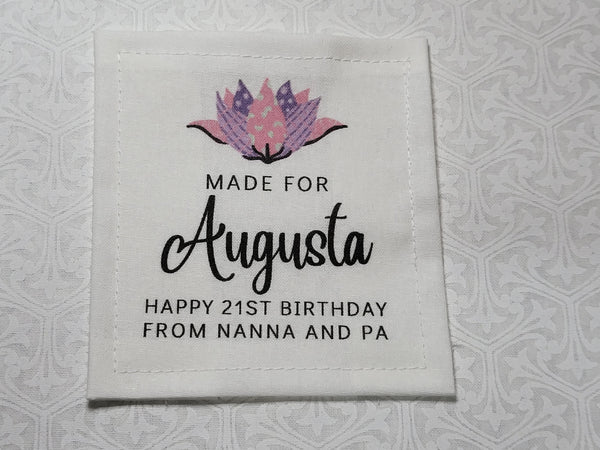 MADE FOR
Augusta
HAPPY 21ST BIRTHDAY
FROM NANNA AND PA